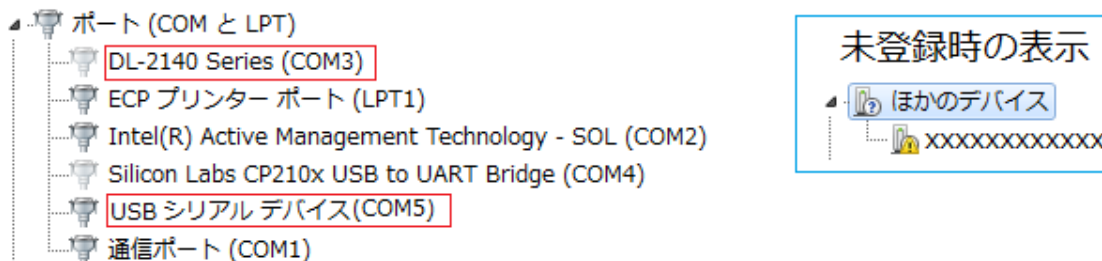 ポート (COM と LPT)
DL-2140 Series (COM3)
ECP プリンター ポート (LPT1)
Intel(R) Active Management Technology - SOL (COM2)
Silicon Labs CP210x USB to UART Bridge (COM4)
USB シリアル デバイス(COM5)
通信ポート (COM1)
未登録時の表示
ほかのデバイス
XXXXXXXXXXXXX